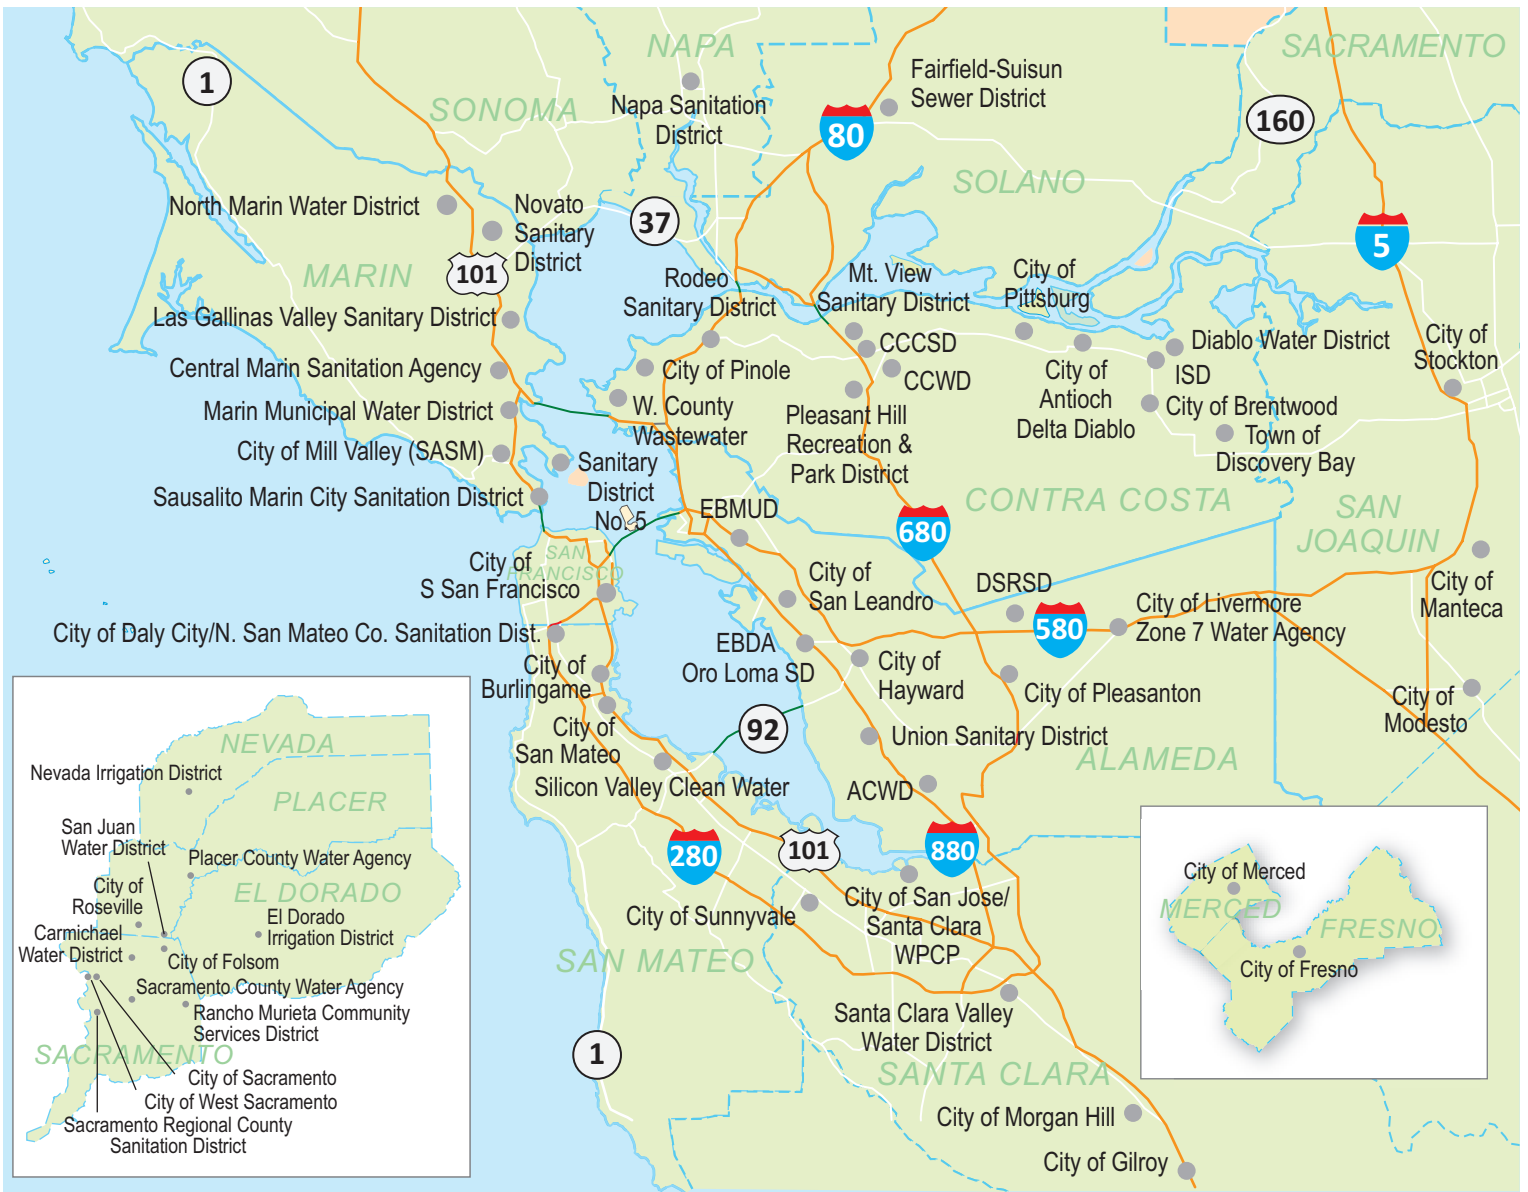 NAPA
SACRAMENTO
1
SONOMA
Napa Sanitation
District
Fairfield-Suisun
Sewer District
80
160
SOLANO
North Marin Water District
Novato
Sanitary
District
37
5
MARIN
101
Rodeo
Sanitary District
Mt. View
Sanitary District
City of
Pittsburg
Las Gallinas Valley Sanitary District
CCCSD
Diablo Water District
City of
Stockton
Central Marin Sanitation Agency
City of Pinole
CCWD
City of
Antioch
Delta Diablo
ISD
Marin Municipal Water District
W. County
Wastewater
Pleasant Hill
Recreation &
Park District
City of Brentwood
Town of
Discovery Bay
City of Mill Valley (SASM)
Sanitary
District
No. 5
Sausalito Marin City Sanitation District
CONTRA COSTA
SAN
JOAQUIN
EBMUD
680
SAN
FRANCISCO
City of
S San Francisco
City of
San Leandro
DSRSD
580
City of Livermore
Zone 7 Water Agency
City of
Manteca
City of Daly City/N. San Mateo Co. Sanitation Dist.
EBDA
Oro Loma SD
City of
Hayward
City of
Burlingame
City of Pleasanton
City of
Modesto
City of
San Mateo
92
Union Sanitary District
ALAMEDA
Silicon Valley Clean Water
ACWD
280
101
880
City of Sunnyvale
City of San Jose/
Santa Clara
WPCP
SAN MATEO
Santa Clara Valley
Water District
1
SANTA CLARA
City of Morgan Hill
City of Gilroy
NEVADA
Nevada Irrigation District
PLACER
San Juan
Water District
Placer County Water Agency
City of
Roseville
EL DORADO
El Dorado
Irrigation District
Carmichael
Water District
City of Folsom
Sacramento County Water Agency
Rancho Murieta Community
Services District
SACRAMENTO
City of Sacramento
City of West Sacramento
Sacramento Regional County
Sanitation District
City of Merced
MERCED
FRESNO
City of Fresno